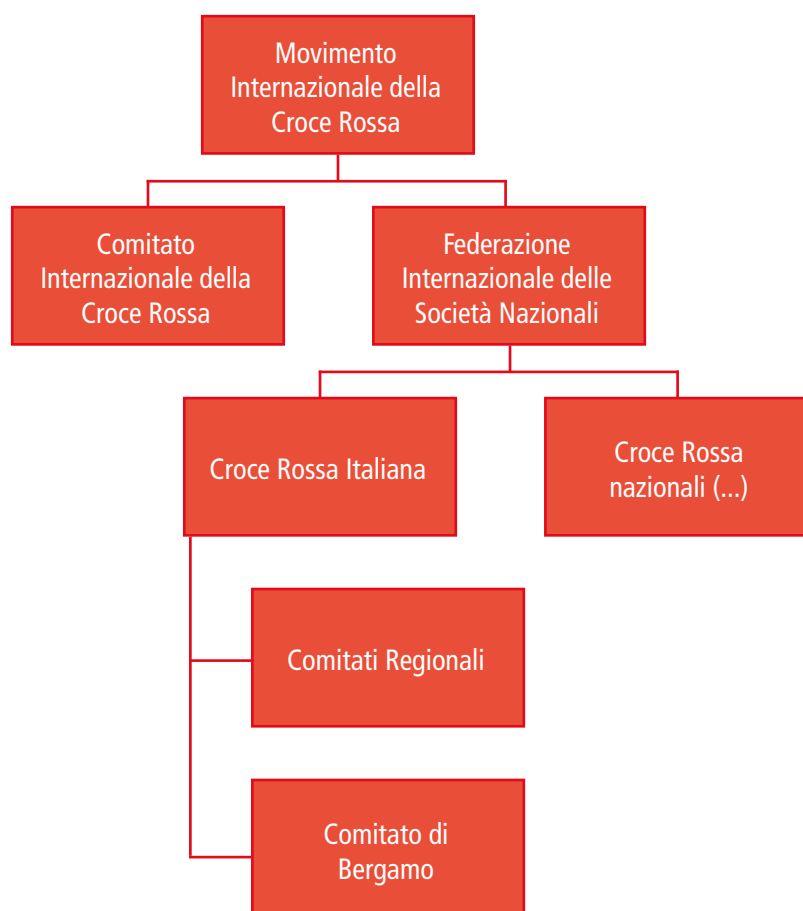 Movimento
Internazionale della
Croce Rossa
Comitato
Internazionale della
Croce Rossa
Federazione
Internazionale delle
Società Nazionali
Croce Rossa Italiana
Croce Rossa
nazionali (...)
Comitati Regionali
Comitato di
Bergamo